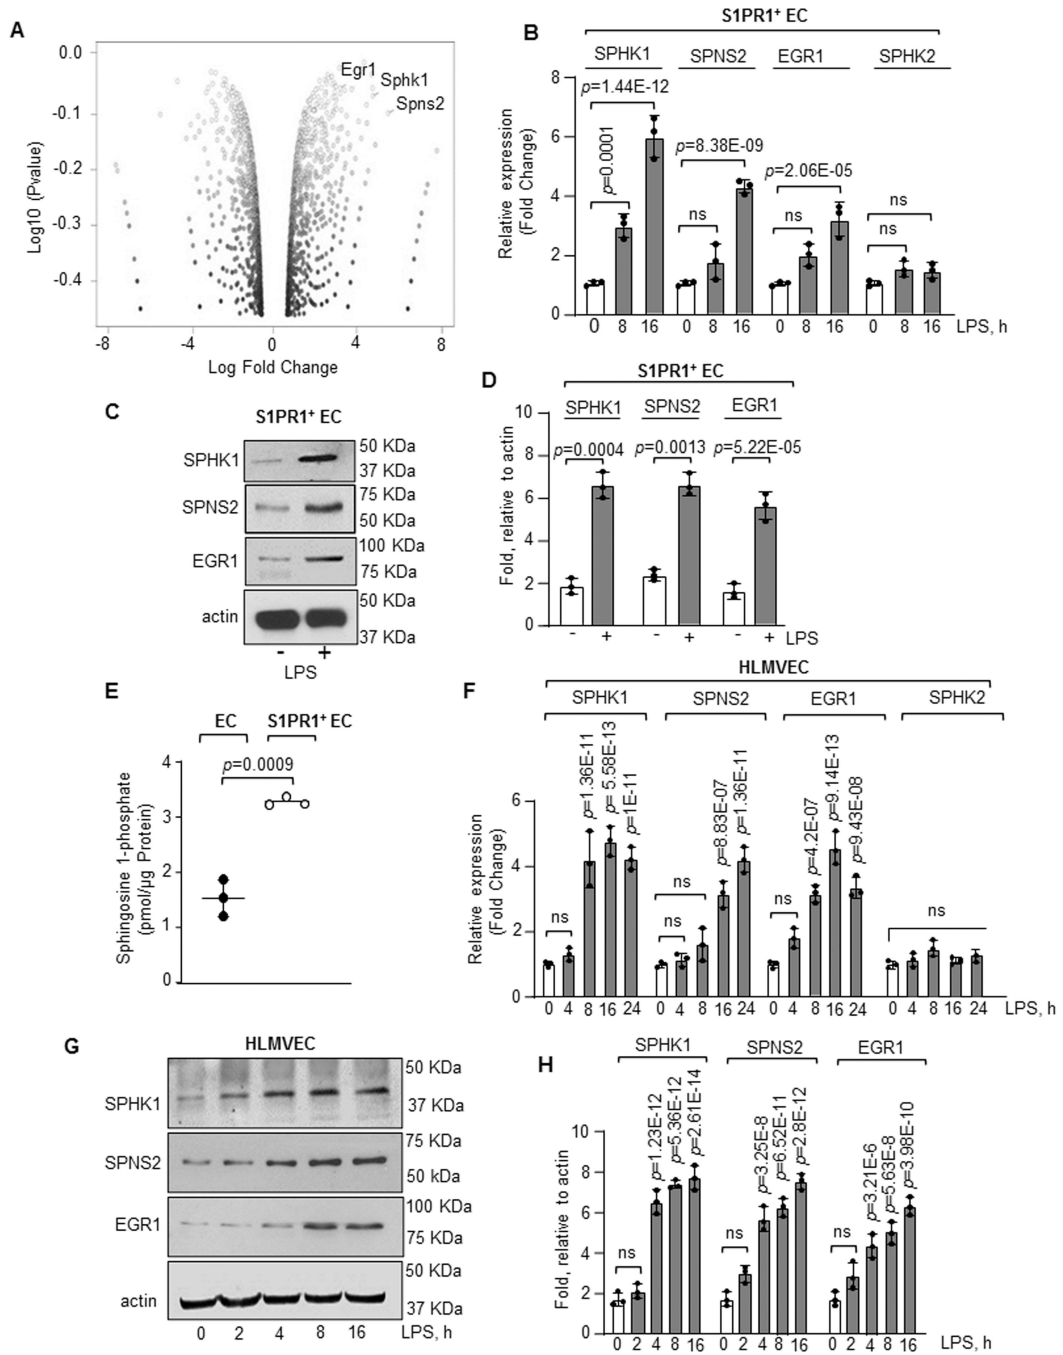 A
0.0
-0.1
-0.2
-0.3
-0.4
Log10 (Pvalue)
Egr1
Sphk1
Spns2
-8 -4 0 4 8
Log Fold Change
B
S1PR1+ EC
SPHK1 SPNS2 EGR1 SPHK2
Relative expression
(Fold Change)
8
6
4
2
0
p=1.44E-12
p=0.0001
p=8.38E-09
ns
p=2.06E-05
ns
ns
ns
0 8 16 0 8 16 0 8 16 0 8 16 LPS, h
C
S1PR1+ EC
SPHK1
50 KDa
37 KDa
SPNS2
75 KDa
50 KDa
EGR1
100 KDa
75 KDa
actin
50 KDa
37 KDa
- +
LPS
D
S1PR1+ EC
SPHK1 SPNS2 EGR1
Fold, relative to actin
10
8
6
4
2
0
p=0.0004 p=0.0013 p=5.22E-05
- + - + - + LPS
E
EC S1PR1+ EC
p=0.0009
Sphingosine 1-phosphate
(pmol/µg Protein)
4
3
2
1
0
F
HLMVEC
SPHK1 SPNS2 EGR1 SPHK2
Relative expression
(Fold Change)
6
4
2
0
ns
p=1.36E-11
p= 5.58E-13
p=1E-11
ns
ns
p=8.83E-07
p=1.36E-11
ns
p=4.2E-07
p=9.14E-13
p=9.43E-08
ns
0 4 8 16 24 0 4 8 16 24 0 4 8 16 24 0 4 8 16 24 LPS, h
G
HLMVEC
SPHK1
50 KDa
37 KDa
SPNS2
75 KDa
50 kDa
EGR1
100 KDa
75 KDa
actin
50 KDa
37 KDa
0 2 4 8 16 LPS, h
H
SPHK1 SPNS2 EGR1
Fold, relative to actin
10
8
6
4
2
0
ns
p=1.23E-12
p=5.36E-12
p=2.61E-14
ns
p=3.25E-8
p=6.52E-11
p=2.8E-12
ns
p=3.21E-6
p=5.63E-8
p=3.98E-10
0 2 4 8 16 0 2 4 8 16 0 2 4 8 16 LPS, h